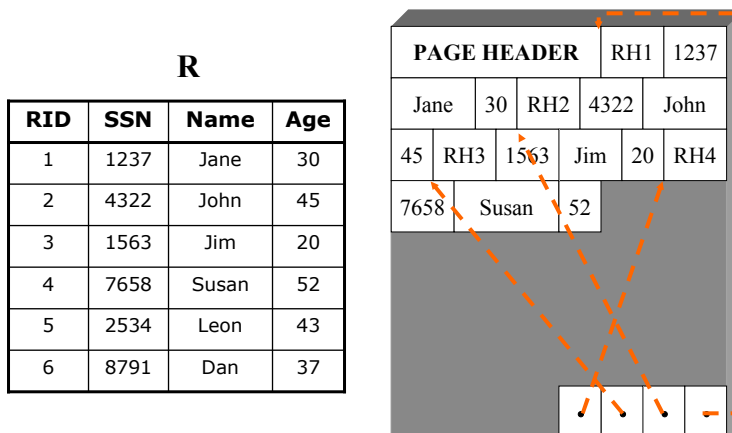 R
RID SSN Name Age
1 1237 Jane 30
2 4322 John 45
3 1563 Jim 20
4 7658 Susan 52
5 2534 Leon 43
6 8791 Dan 37
PAGE HEADER RH1 1237
Jane 30 RH2 4322 John
45 RH3 1563 Jim 20 RH4
7658 Susan 52